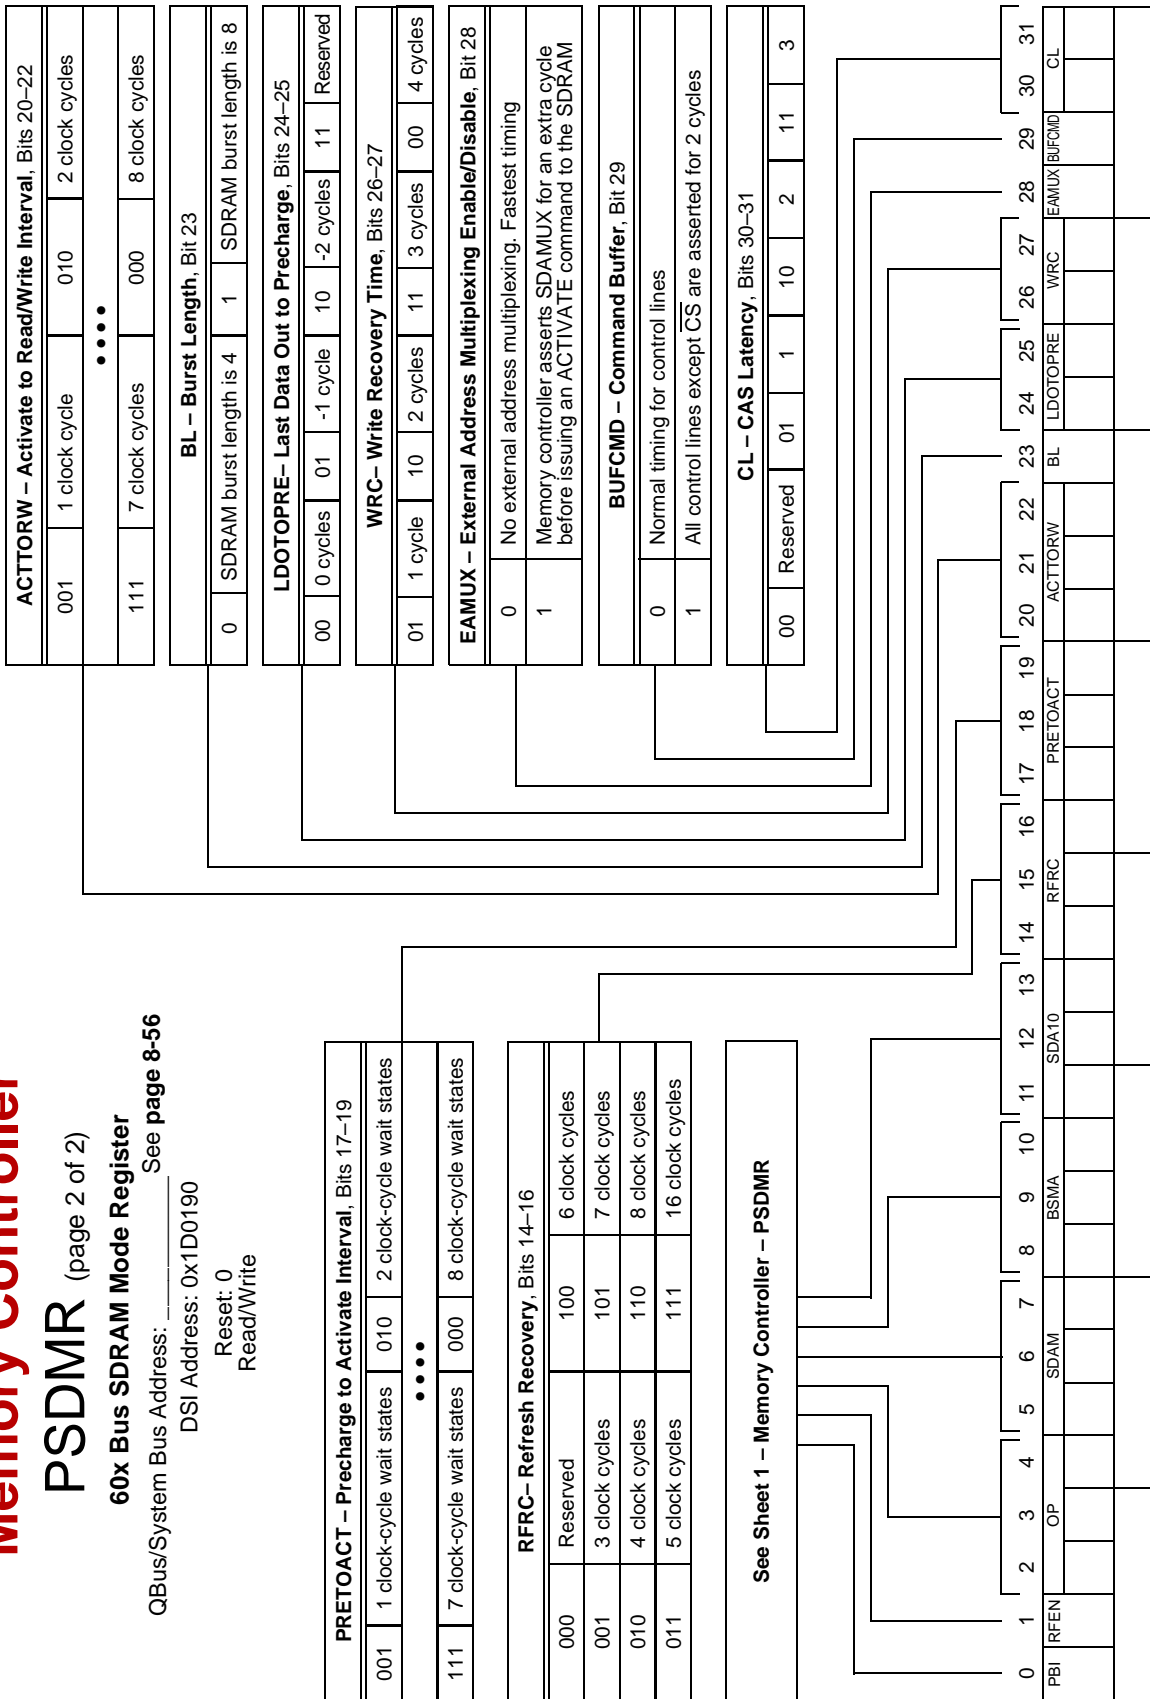 Memory Controller
PSDMR (page 2 of 2)
60x Bus SDRAM Mode Register
QBus/System Bus Address: __________ See page 8-56
DSI Address: 0x1D0190
Reset: 0
Read/Write
PRETOACT – Precharge to Activate Interval, Bits 17–19
001 1 clock-cycle wait states 010 2 clock-cycle wait states
••••
111 7 clock-cycle wait states 000 8 clock-cycle wait states
RFRC– Refresh Recovery, Bits 14–16
000 Reserved 100 6 clock cycles
001 3 clock cycles 101 7 clock cycles
010 4 clock cycles 110 8 clock cycles
011 5 clock cycles 111 16 clock cycles
See Sheet 1 – Memory Controller – PSDMR
ACTTORW – Activate to Read/Write Interval, Bits 20–22
001 1 clock cycle 010 2 clock cycles
••••
111 7 clock cycles 000 8 clock cycles
BL – Burst Length, Bit 23
0 SDRAM burst length is 4 1 SDRAM burst length is 8
LDOTOPRE– Last Data Out to Precharge, Bits 24–25
00 0 cycles 01 -1 cycle 10 -2 cycles 11 Reserved
WRC– Write Recovery Time, Bits 26–27
01 1 cycle 10 2 cycles 11 3 cycles 00 4 cycles
EAMUX – External Address Multiplexing Enable/Disable, Bit 28
0 No external address multiplexing. Fastest timing
1 Memory controller asserts SDAMUX for an extra cycle
before issuing an ACTIVATE command to the SDRAM
BUFCMD – Command Buffer, Bit 29
0 Normal timing for control lines
1 All control lines except CS are asserted for 2 cycles
CL – CAS Latency, Bits 30–31
00 Reserved 01 1 10 2 11 3
0 1 2 3 4 5 6 7 8 9 10 11 12 13 14 15 16 17 18 19 20 21 22 23 24 25 26 27 28 29 30 31
PBI RFEN OP SDAM BSMA SDA10 RFRC PRETOACT ACTTORW BL LDOTOPRE WRC EAMUX BUFCMD CL